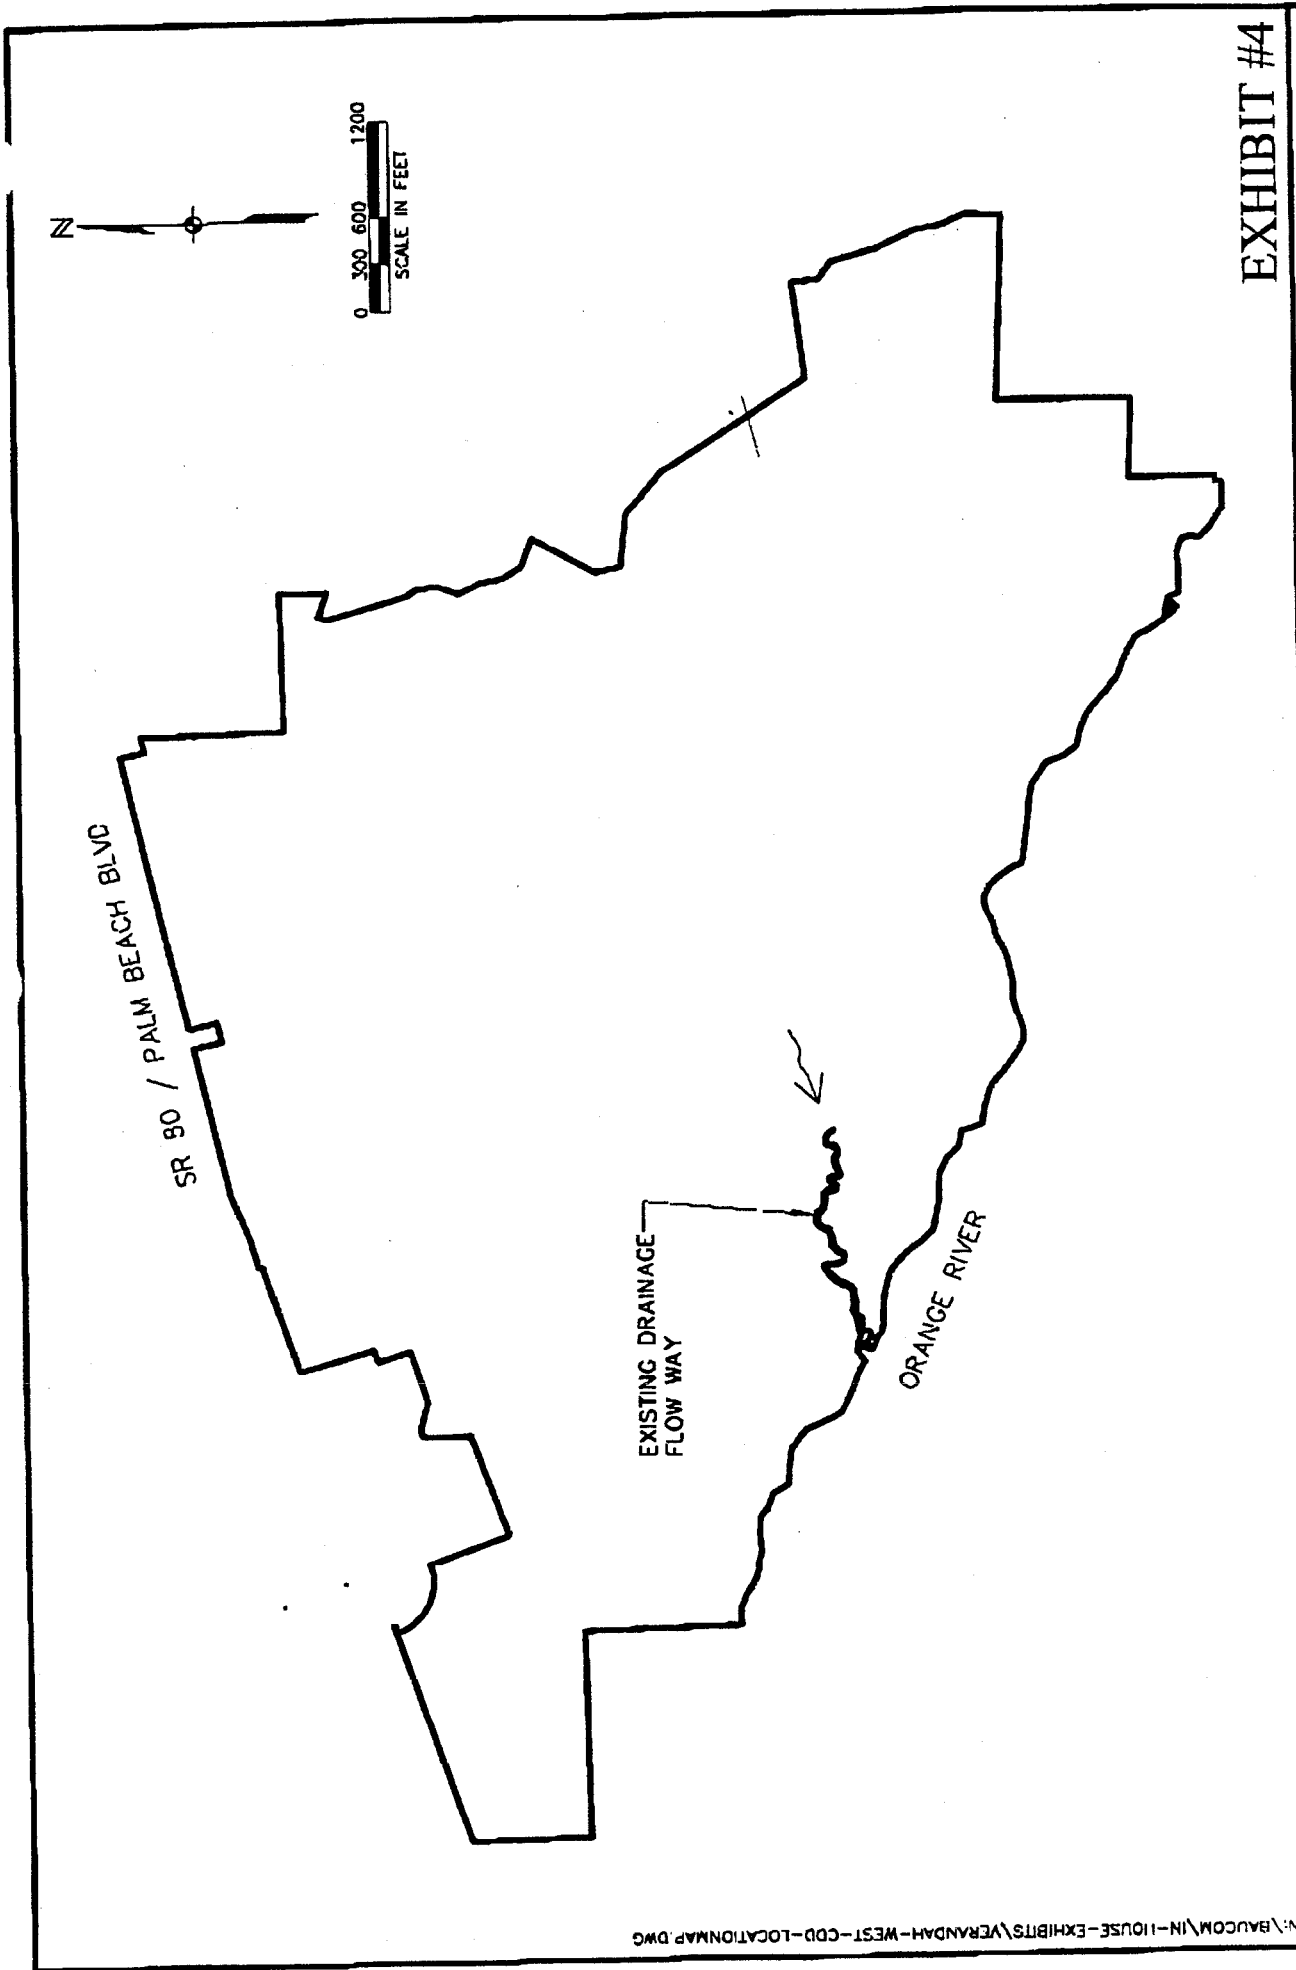 N
0 300 600 1200
SCALE IN FEET
SR 80 / PALM BEACH BLVD
EXISTING DRAINAGE
FLOW WAY
ORANGE RIVER
EXHIBIT #4
N:/BAUCOM/IN-HOUSE-EXHIBITS/VERANDAH-WEST-CDD-LOCATIONMAP.DWG